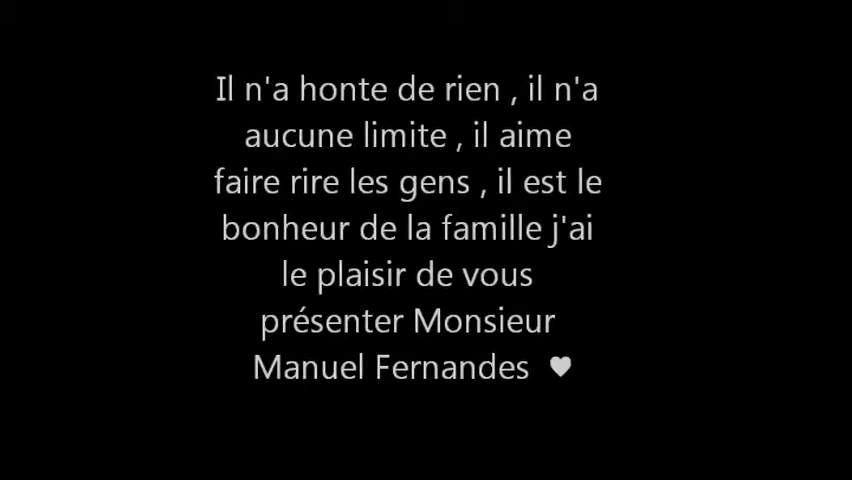 Il n'a honte de rien , il n'a
aucune limite , il aime
faire rire les gens , il est le
bonheur de la famille j'ai
le plaisir de vous
présenter Monsieur
Manuel Fernandes ♥